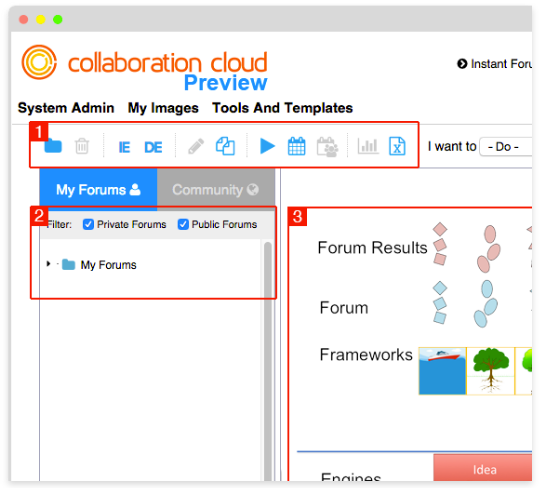 collaboration cloud
Preview
Instant Foru
System Admin My Images Tools And Templates
1
IE DE
X
I want to - Do -
My Forums Community
2
Filter: Private Forums Public Forums
My Forums
3
Forum Results
Forum
Frameworks
Idea
Engines